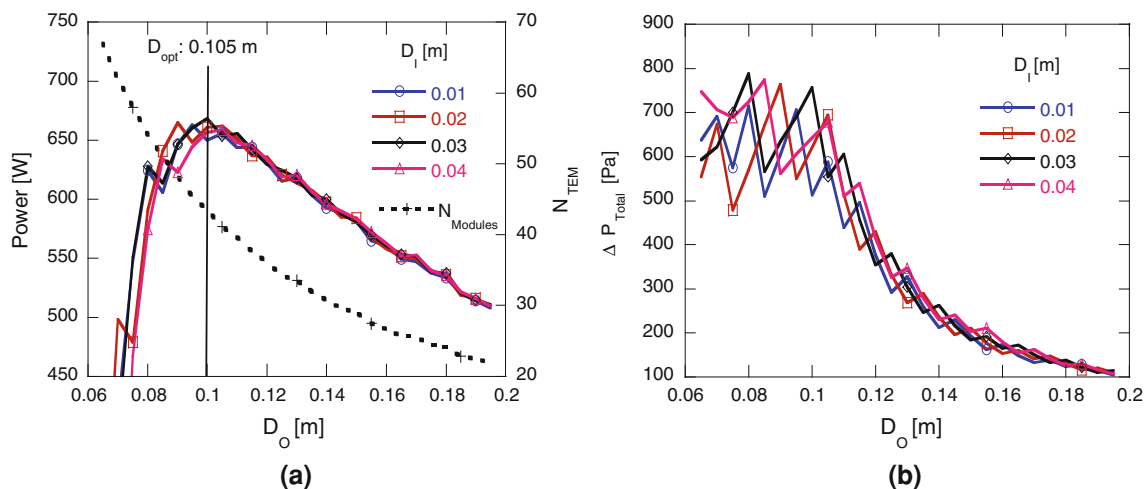 D_opt: 0.105 m
D_I [m]
0.01
0.02
0.03
0.04
N_Modules
Power [W]
750
700
650
600
550
500
450
N_TEM
70
60
50
40
30
20
0.06 0.08 0.1 0.12 0.14 0.16 0.18 0.2
D_O [m]
(a)
Δ P_Total [Pa]
900
800
700
600
500
400
300
200
100
D_I [m]
0.01
0.02
0.03
0.04
0.06 0.08 0.1 0.12 0.14 0.16 0.18 0.2
D_O [m]
(b)